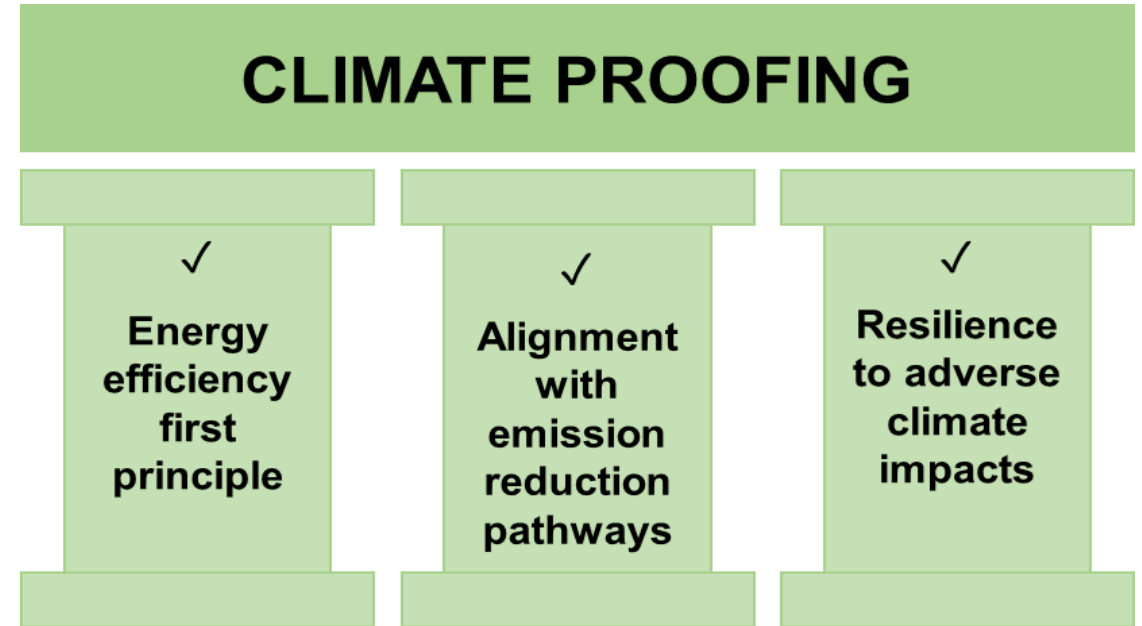 CLIMATE PROOFING
✓
Energy
efficiency
first
principle
✓
Alignment
with
emission
reduction
pathways
✓
Resilience
to adverse
climate
impacts